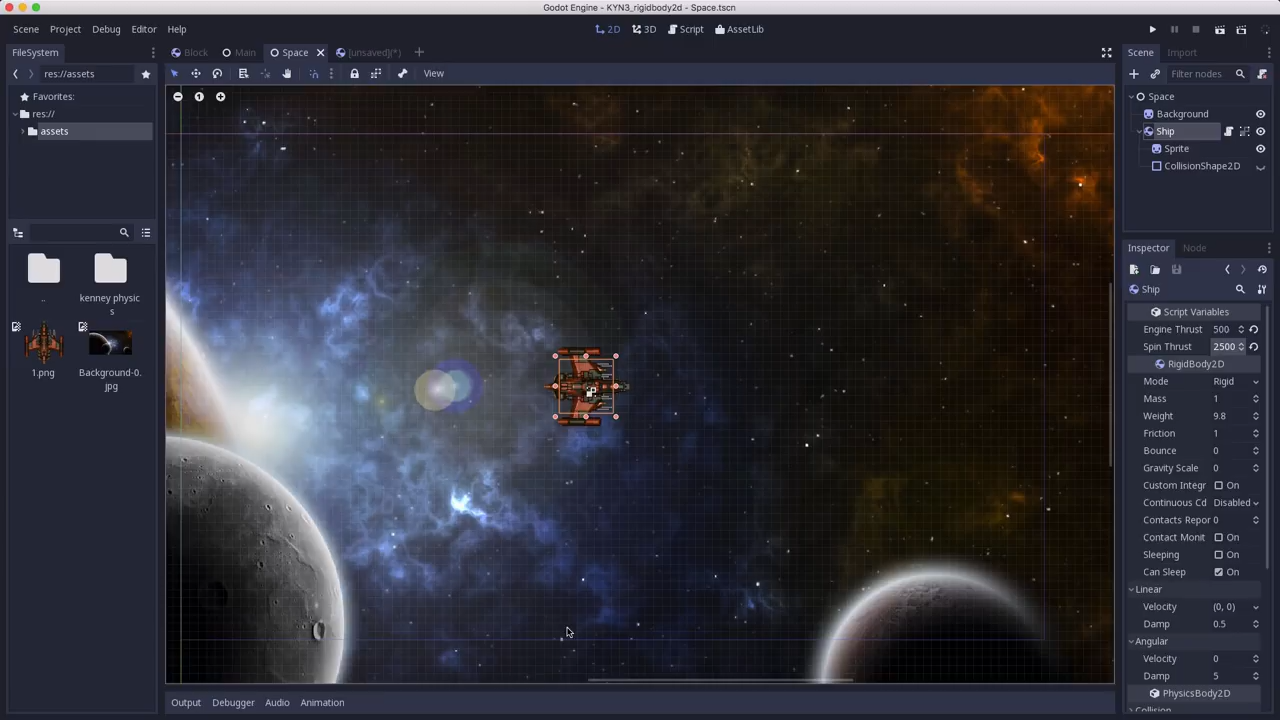 Godot Engine - KYN3_rigidbody2d - Space.tscn
Scene Project Debug Editor Help
2D 3D Script AssetLib
FileSystem
Block Main Space [unsaved](*)
Scene Import
res://assets
View
Filter nodes
Favorites:
res://
assets
Space
Background
Ship
Sprite
CollisionShape2D
..
kenney physic
s
1.png
Background-0.
jpg
Inspector Node
Ship
Script Variables
Engine Thrust 500
Spin Thrust 2500
RigidBody2D
Mode Rigid
Mass 1
Weight 9.8
Friction 1
Bounce 0
Gravity Scale 0
Custom Integr On
Continuous Cd Disabled
Contacts Repor 0
Contact Monit On
Sleeping On
Can Sleep On
Linear
Velocity (0, 0)
Damp 0.5
Angular
Velocity 0
Damp 5
PhysicsBody2D
Collision
Output Debugger Audio Animation